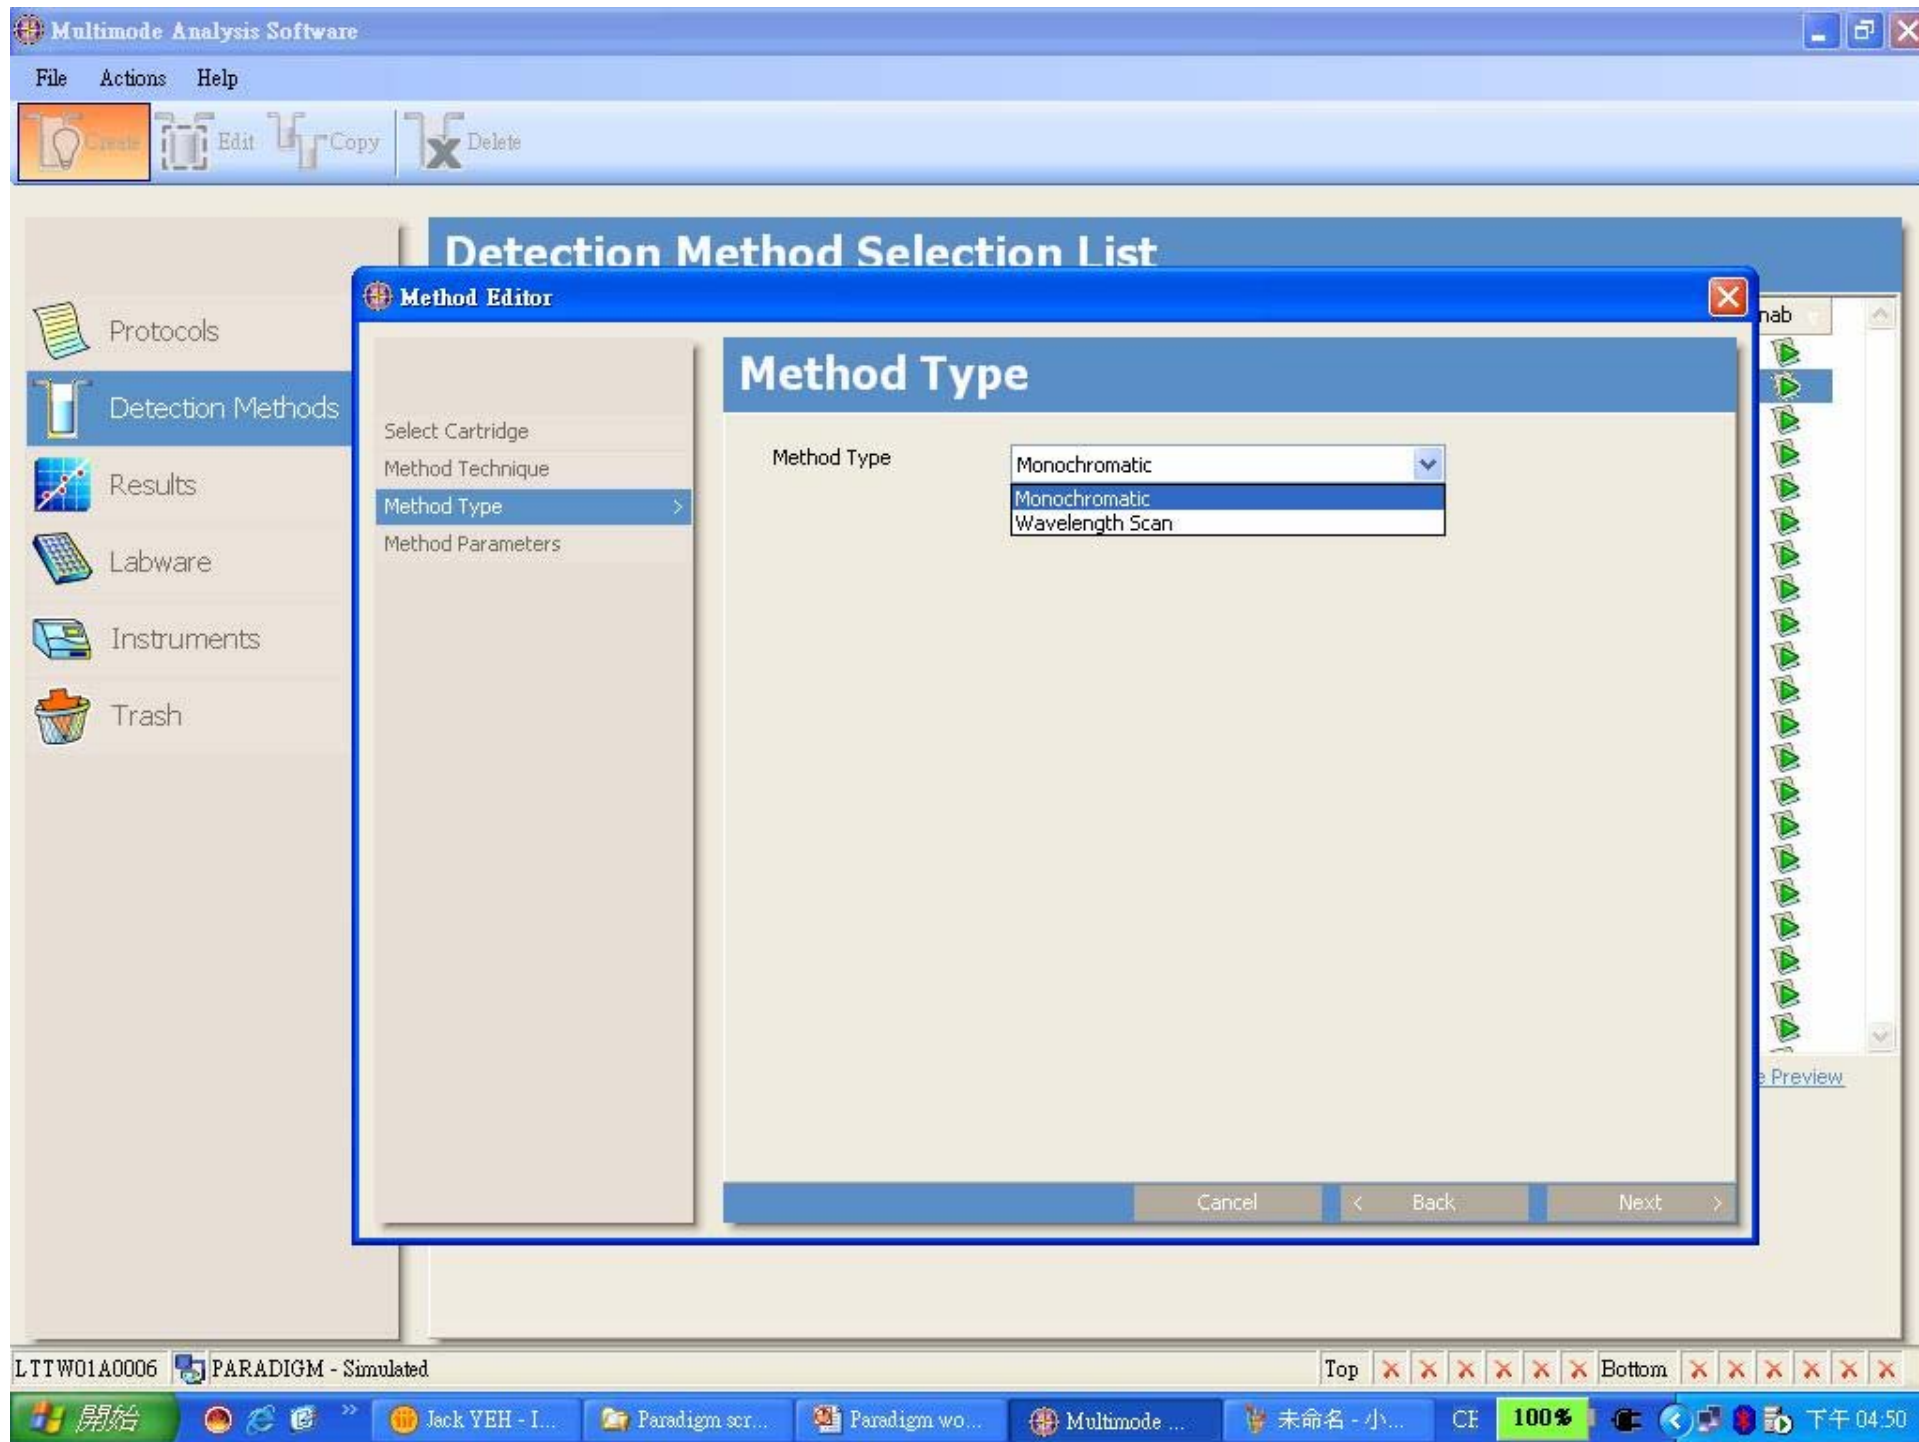 Multimode Analysis Software
File Actions Help
Create Edit Copy Delete
Detection Method Selection List
Protocols
Detection Methods
Results
Labware
Instruments
Trash
Method Editor
Select Cartridge
Method Technique
Method Type >
Method Parameters
Method Type
Method Type Monochromatic
Monochromatic
Wavelength Scan
Cancel < Back Next >
nab
e Preview
LTTW01A0006 PARADIGM - Simulated Top Bottom
開始 Jack YEH - I... Paradigm scr... Paradigm wo... Multimode ... 未命名 - 小... 100% 下午 04:50